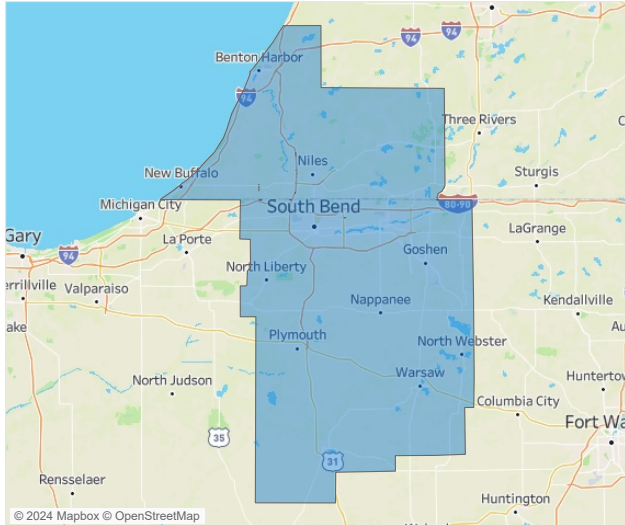 94
94
Benton Harbor
94
Three Rivers
Niles
Sturgis
New Buffalo
Michigan City
South Bend
80-90
Gary
94
La Porte
Goshen
LaGrange
North Liberty
errillville
Valparaiso
Nappanee
Kendallville
ake
Plymouth
North Webster
Au
North Judson
Warsaw
Huntertow
Columbia City
35
Fort Wa
31
Rensselaer
Huntington
© 2024 Mapbox © OpenStreetMap